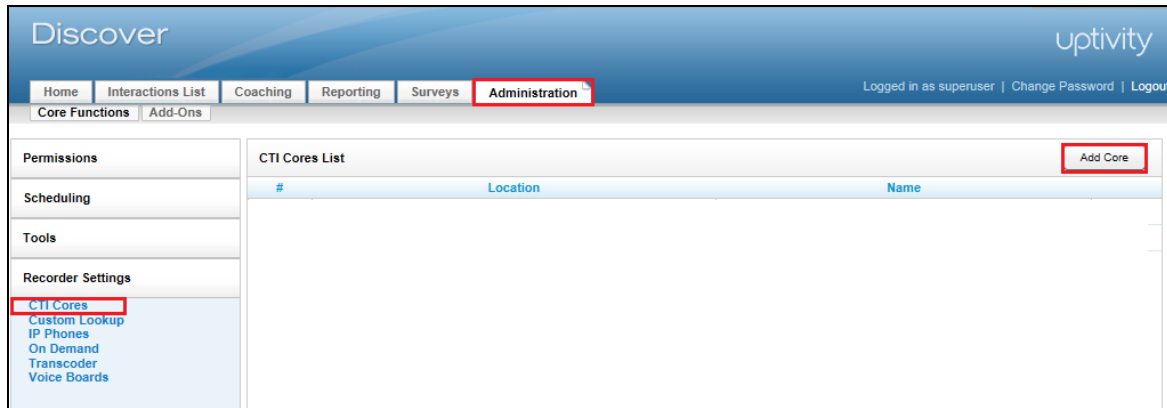 Discover
uptivity
Home Interactions List Coaching Reporting Surveys Administration
Logged in as superuser | Change Password | Logou
Core Functions Add-Ons
Permissions
Scheduling
Tools
Recorder Settings
CTI Cores
Custom Lookup
IP Phones
On Demand
Transcoder
Voice Boards
CTI Cores List
Add Core
# Location Name